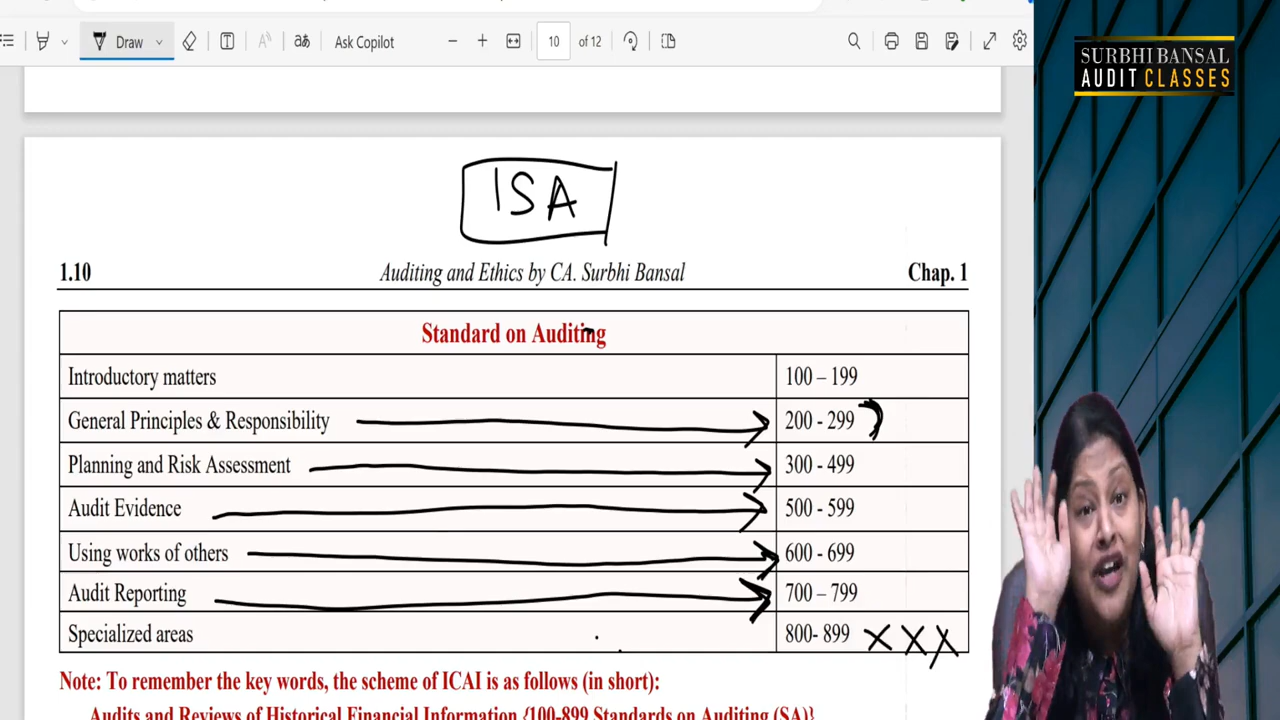 Draw
Ask Copilot
10 of 12
SURBHI BANSAL
AUDIT CLASSES
ISA
1.10 Auditing and Ethics by CA. Surbhi Bansal Chap. 1
Standard on Auditing
Introductory matters 100 – 199
General Principles & Responsibility 200 - 299
Planning and Risk Assessment 300 - 499
Audit Evidence 500 - 599
Using works of others 600 - 699
Audit Reporting 700 – 799
Specialized areas 800- 899 XXX
Note: To remember the key words, the scheme of ICAI is as follows (in short):
Audits and Reviews of Historical Financial Information {100-899 Standards on Auditing (SA)}